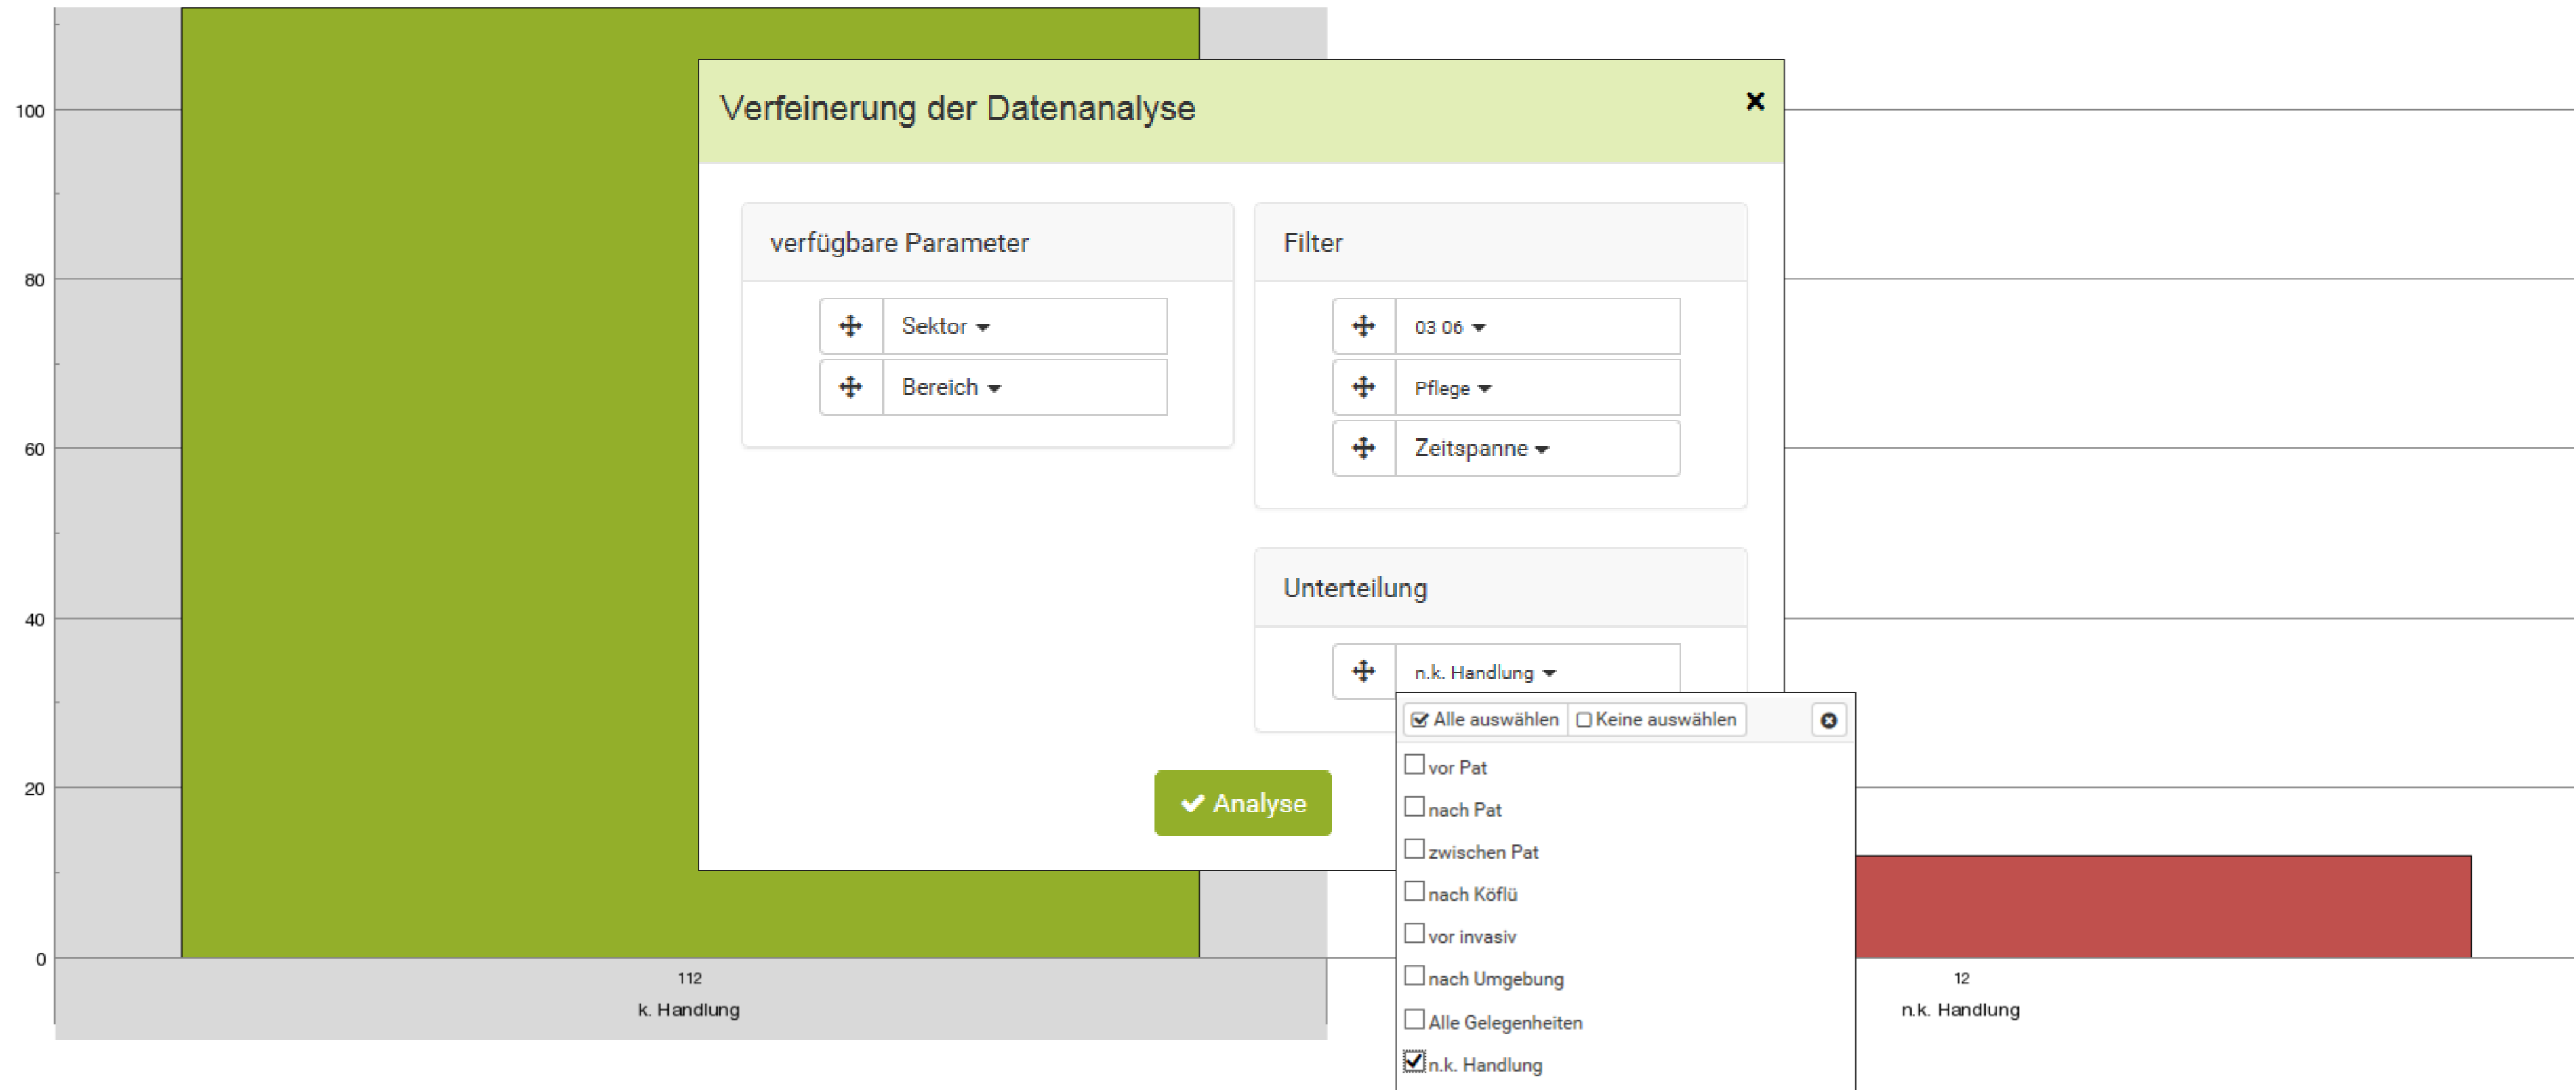 100
80
60
40
20
0
112
k. Handlung
12
n.k. Handlung
Verfeinerung der Datenanalyse
verfügbare Parameter
Sektor
Bereich
Filter
03 06
Pflege
Zeitspanne
Unterteilung
n.k. Handlung
Alle auswählen Keine auswählen
vor Pat
nach Pat
zwischen Pat
nach Köflü
vor invasiv
nach Umgebung
Alle Gelegenheiten
n.k. Handlung
Analyse